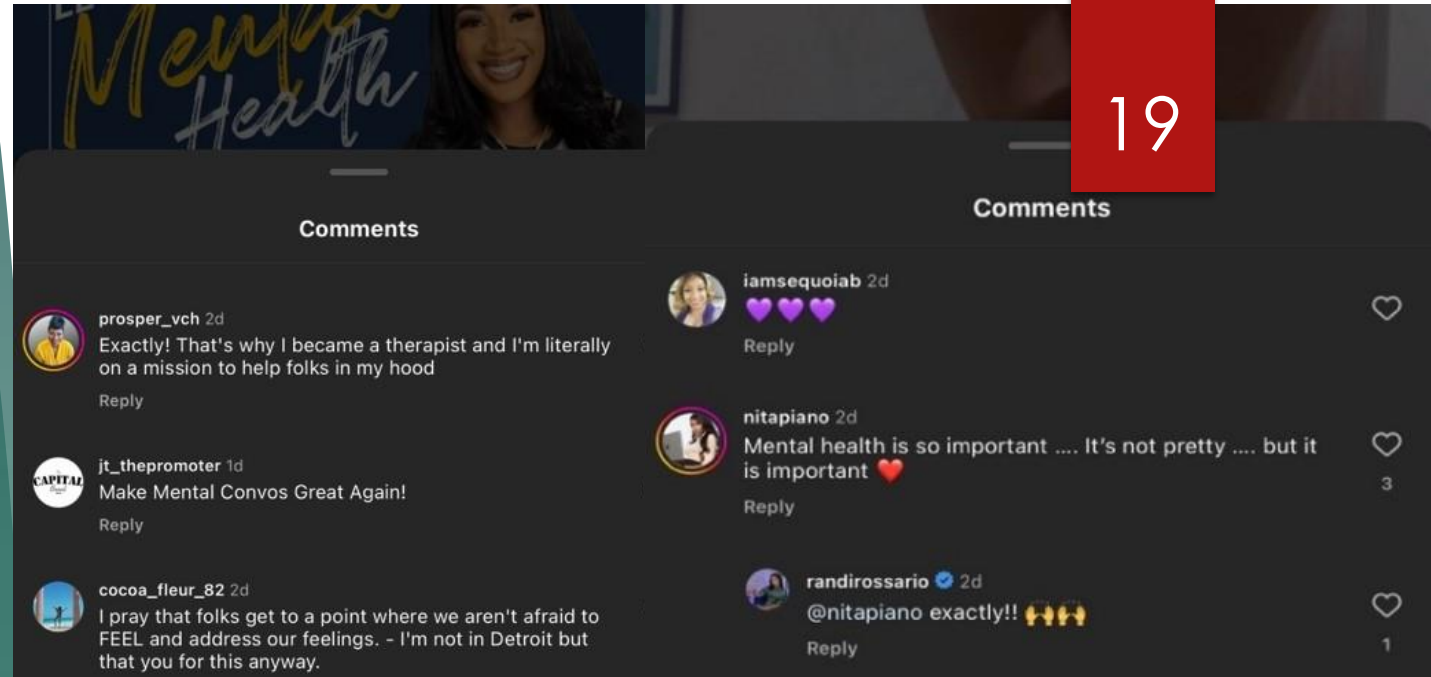 Mental
Health
19
Comments
prosper_vch 2d
Exactly! That's why I became a therapist and I'm literally
on a mission to help folks in my hood
Reply
jt_thepromoter 1d
Make Mental Convos Great Again!
Reply
cocoa_fleur_82 2d
I pray that folks get to a point where we aren't afraid to
FEEL and address our feelings. - I'm not in Detroit but
that you for this anyway.
CAPITAL
Comments
iamsequoiab 2d
💜💜💜
Reply
nitapiano 2d
Mental health is so important .... It's not pretty .... but it
is important ❤️
3
Reply
randirossario 2d
@nitapiano exactly!! 🙌🙌
1
Reply